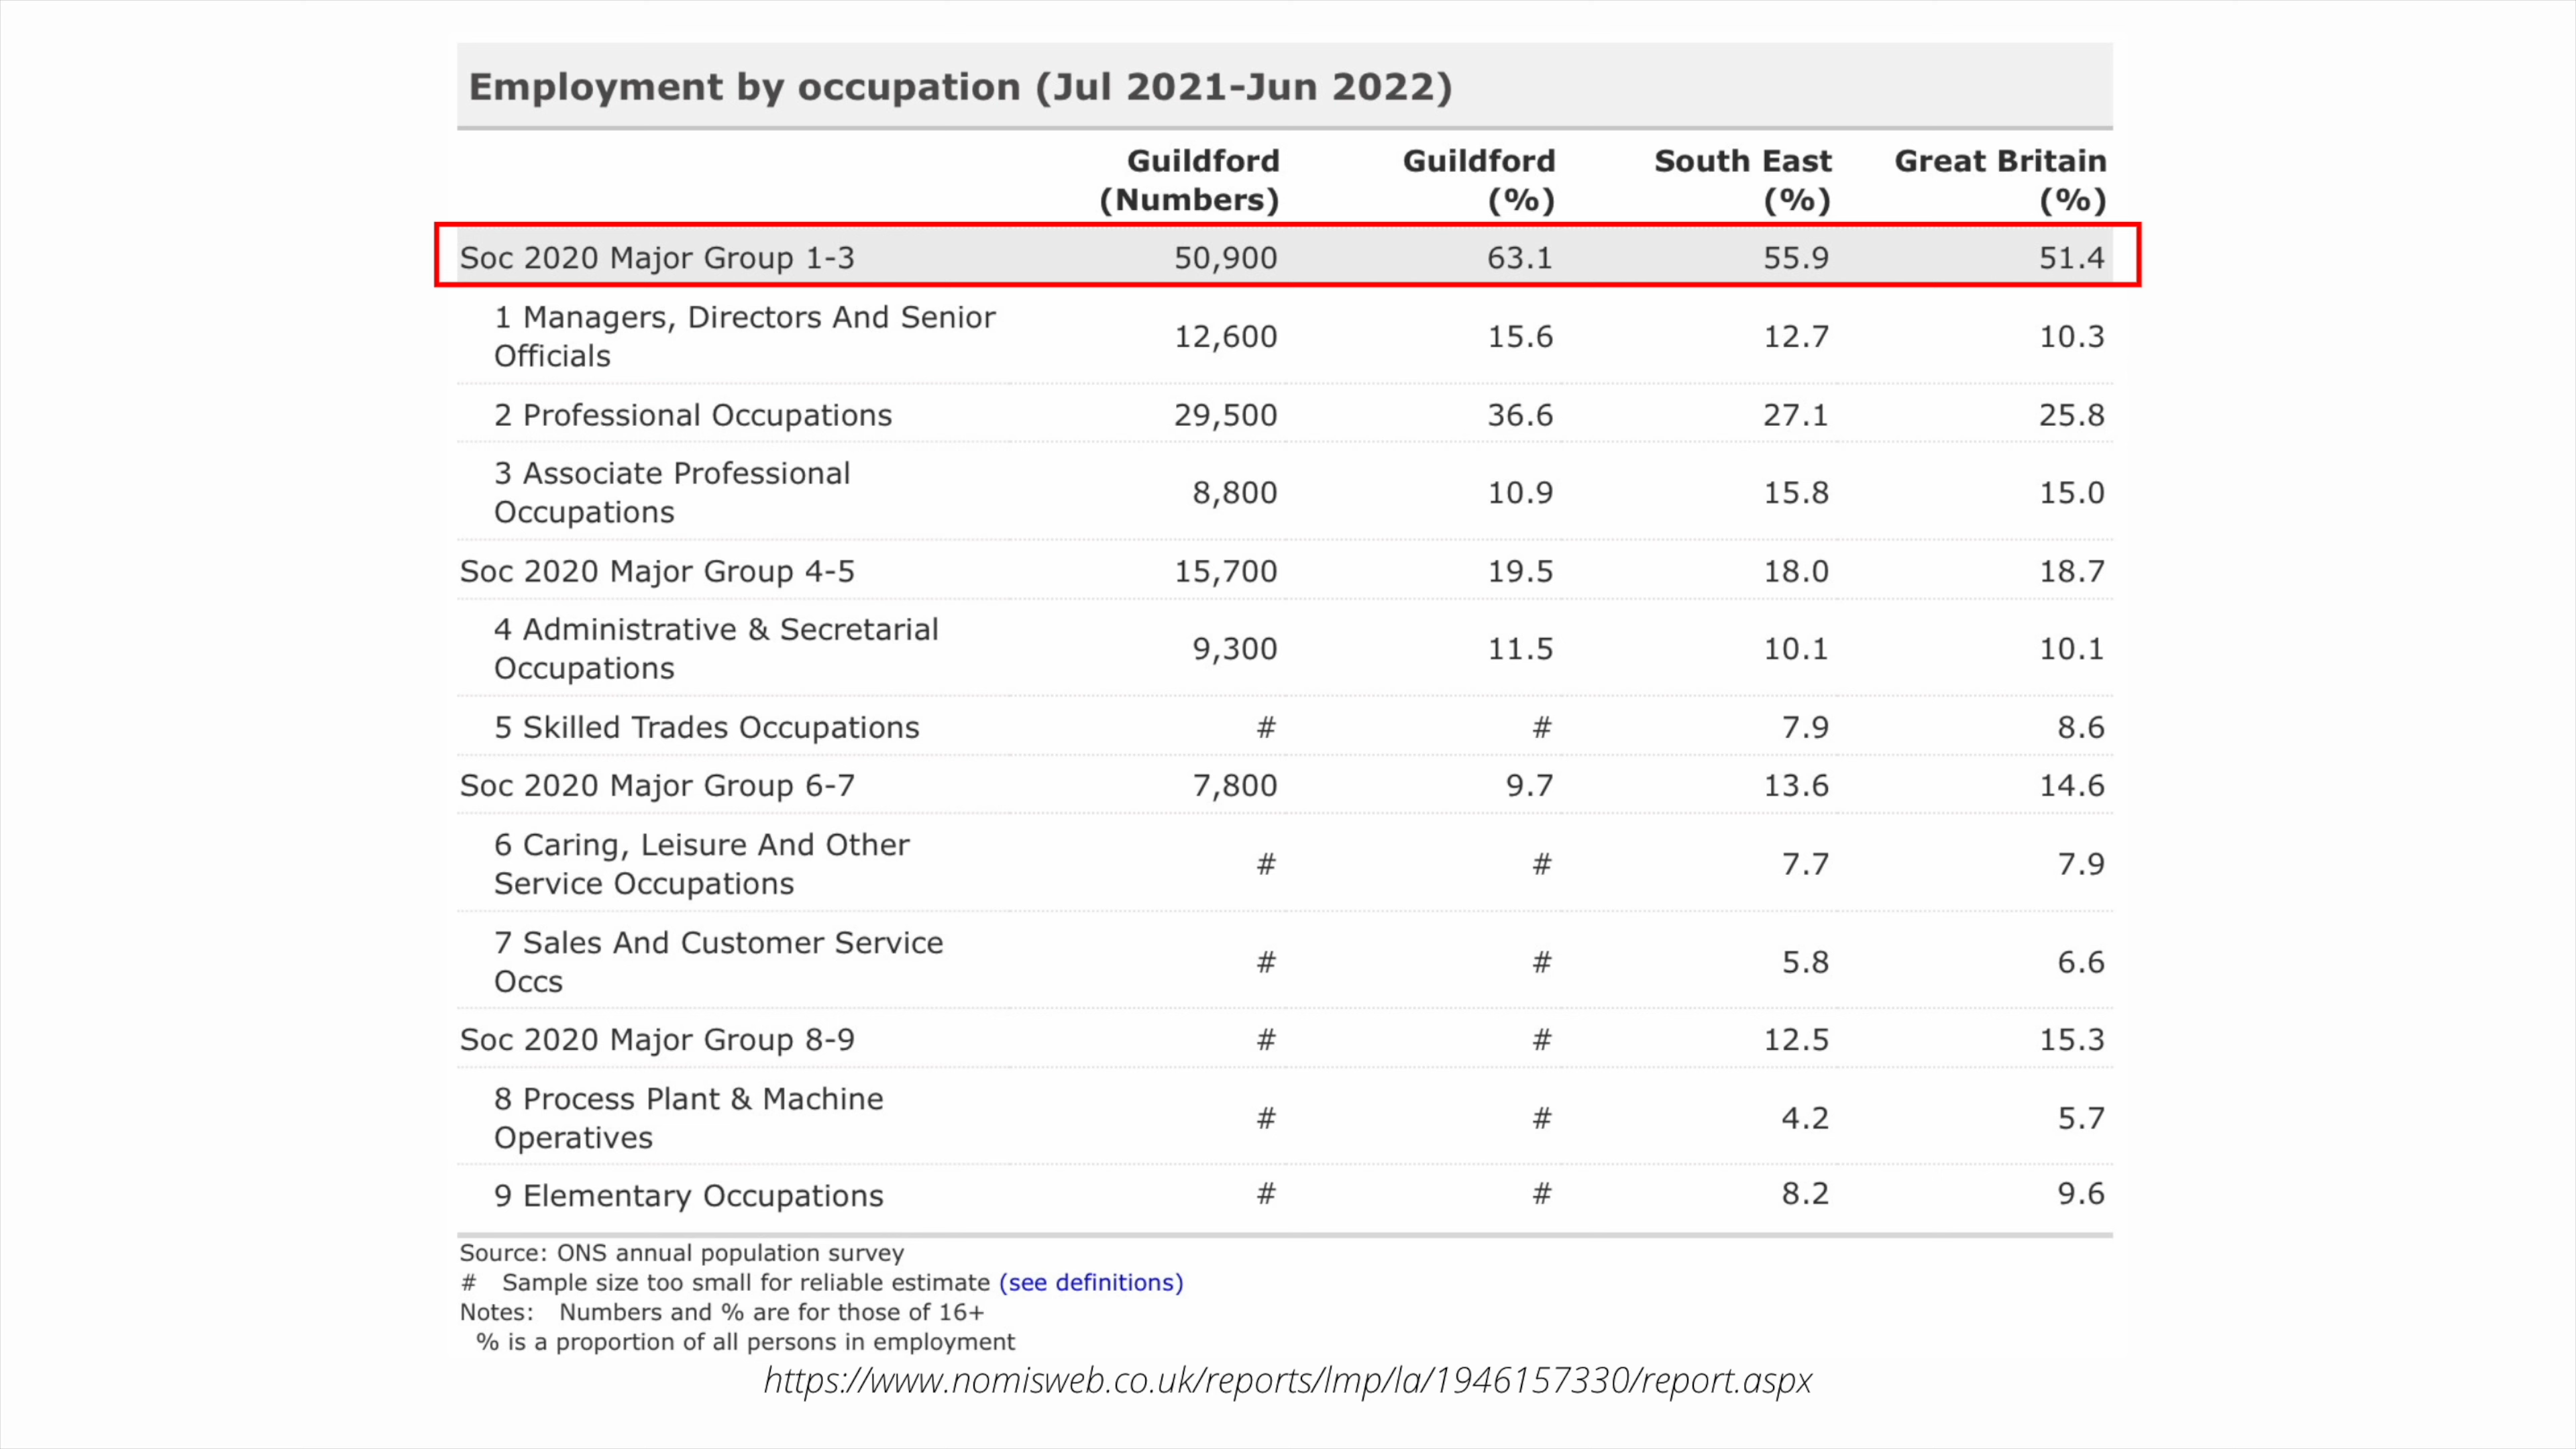 Employment by occupation (Jul 2021-Jun 2022)
Guildford (Numbers) Guildford (%) South East (%) Great Britain (%)
Soc 2020 Major Group 1-3 50,900 63.1 55.9 51.4
1 Managers, Directors And Senior Officials 12,600 15.6 12.7 10.3
2 Professional Occupations 29,500 36.6 27.1 25.8
3 Associate Professional Occupations 8,800 10.9 15.8 15.0
Soc 2020 Major Group 4-5 15,700 19.5 18.0 18.7
4 Administrative & Secretarial Occupations 9,300 11.5 10.1 10.1
5 Skilled Trades Occupations # # 7.9 8.6
Soc 2020 Major Group 6-7 7,800 9.7 13.6 14.6
6 Caring, Leisure And Other Service Occupations # # 7.7 7.9
7 Sales And Customer Service Occs # # 5.8 6.6
Soc 2020 Major Group 8-9 # # 12.5 15.3
8 Process Plant & Machine Operatives # # 4.2 5.7
9 Elementary Occupations # # 8.2 9.6
Source: ONS annual population survey
# Sample size too small for reliable estimate (see definitions)
Notes: Numbers and % are for those of 16+
% is a proportion of all persons in employment
https://www.nomisweb.co.uk/reports/lmp/la/1946157330/report.aspx